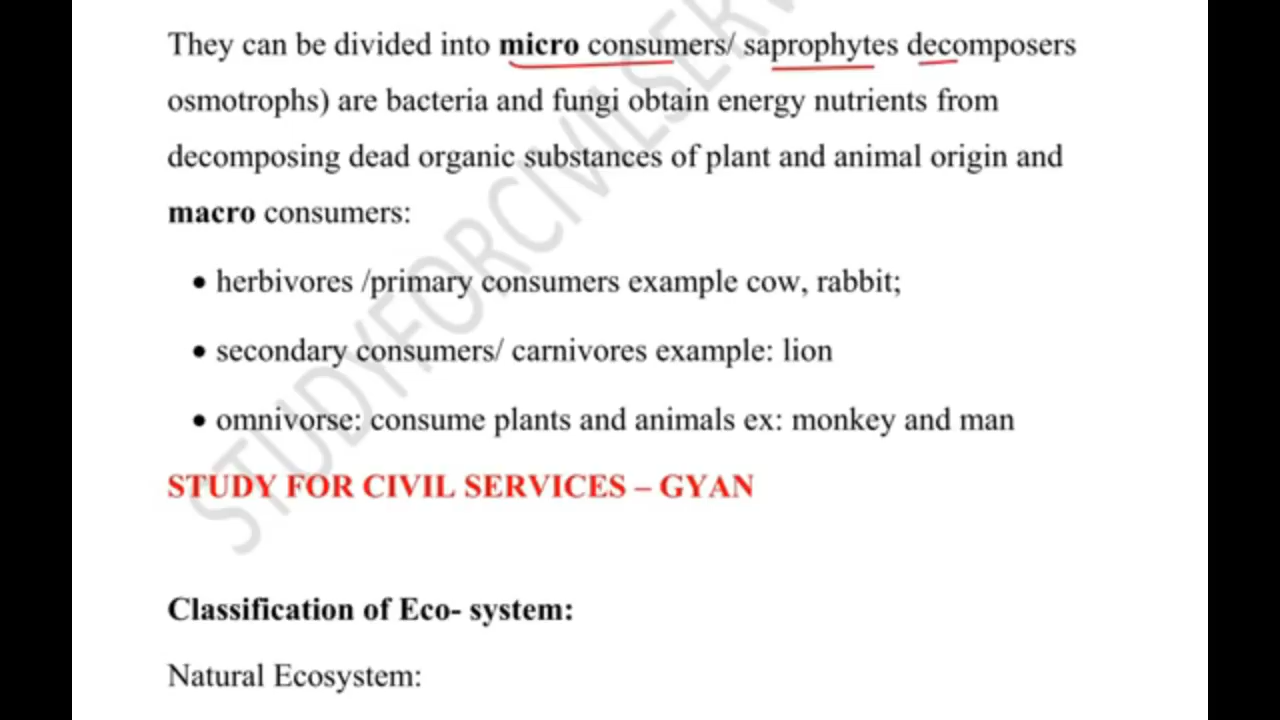 They can be divided into micro consumers/ saprophytes decomposers
osmotrophs) are bacteria and fungi obtain energy nutrients from
decomposing dead organic substances of plant and animal origin and
macro consumers:
• herbivores /primary consumers example cow, rabbit;
• secondary consumers/ carnivores example: lion
• omnivorse: consume plants and animals ex: monkey and man
STUDY FOR CIVIL SERVICES – GYAN
Classification of Eco- system:
Natural Ecosystem:
STUDYFORCIVILSERV